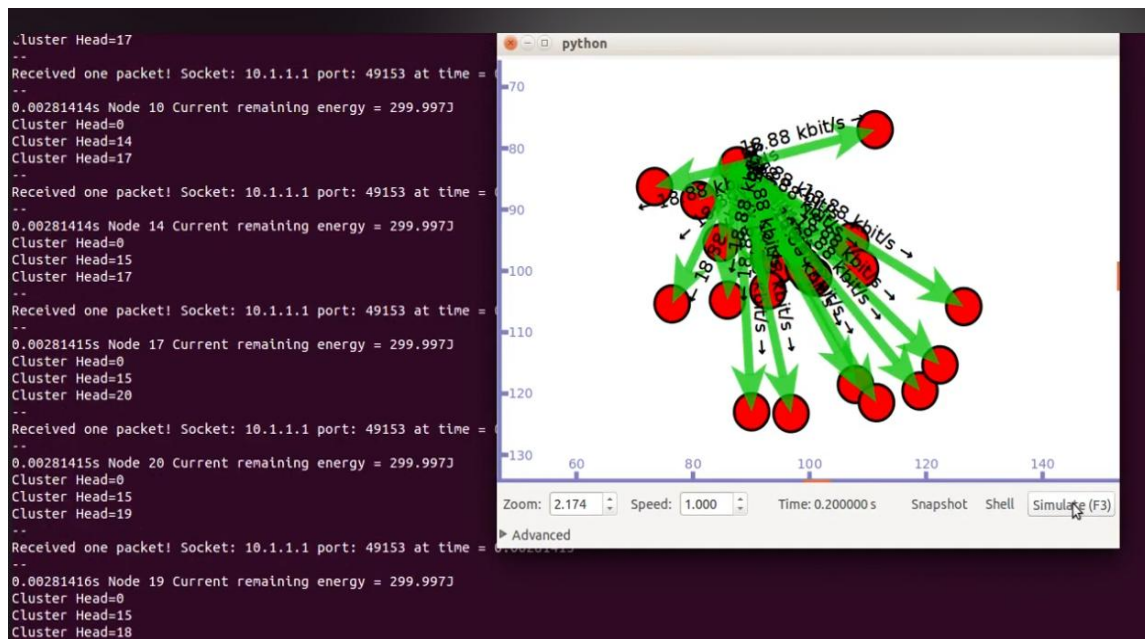 Cluster Head=17
--
Received one packet! Socket: 10.1.1.1 port: 49153 at time =
--
0.00281414s Node 10 Current remaining energy = 299.997J
Cluster Head=0
Cluster Head=14
Cluster Head=17
--
Received one packet! Socket: 10.1.1.1 port: 49153 at time =
--
0.00281414s Node 14 Current remaining energy = 299.997J
Cluster Head=0
Cluster Head=15
Cluster Head=17
--
Received one packet! Socket: 10.1.1.1 port: 49153 at time =
--
0.00281415s Node 17 Current remaining energy = 299.997J
Cluster Head=0
Cluster Head=15
Cluster Head=20
--
Received one packet! Socket: 10.1.1.1 port: 49153 at time =
--
0.00281415s Node 20 Current remaining energy = 299.997J
Cluster Head=0
Cluster Head=15
Cluster Head=19
--
Received one packet! Socket: 10.1.1.1 port: 49153 at time = 0.00281415
--
0.00281416s Node 19 Current remaining energy = 299.997J
Cluster Head=0
Cluster Head=15
Cluster Head=18
python
70
80
90
100
110
120
130
60 80 100 120 140
18.88 kbit/s →
18.88 kbit/s →
Zoom: 2.174 Speed: 1.000 Time: 0.200000 s Snapshot Shell Simulate (F3)
Advanced